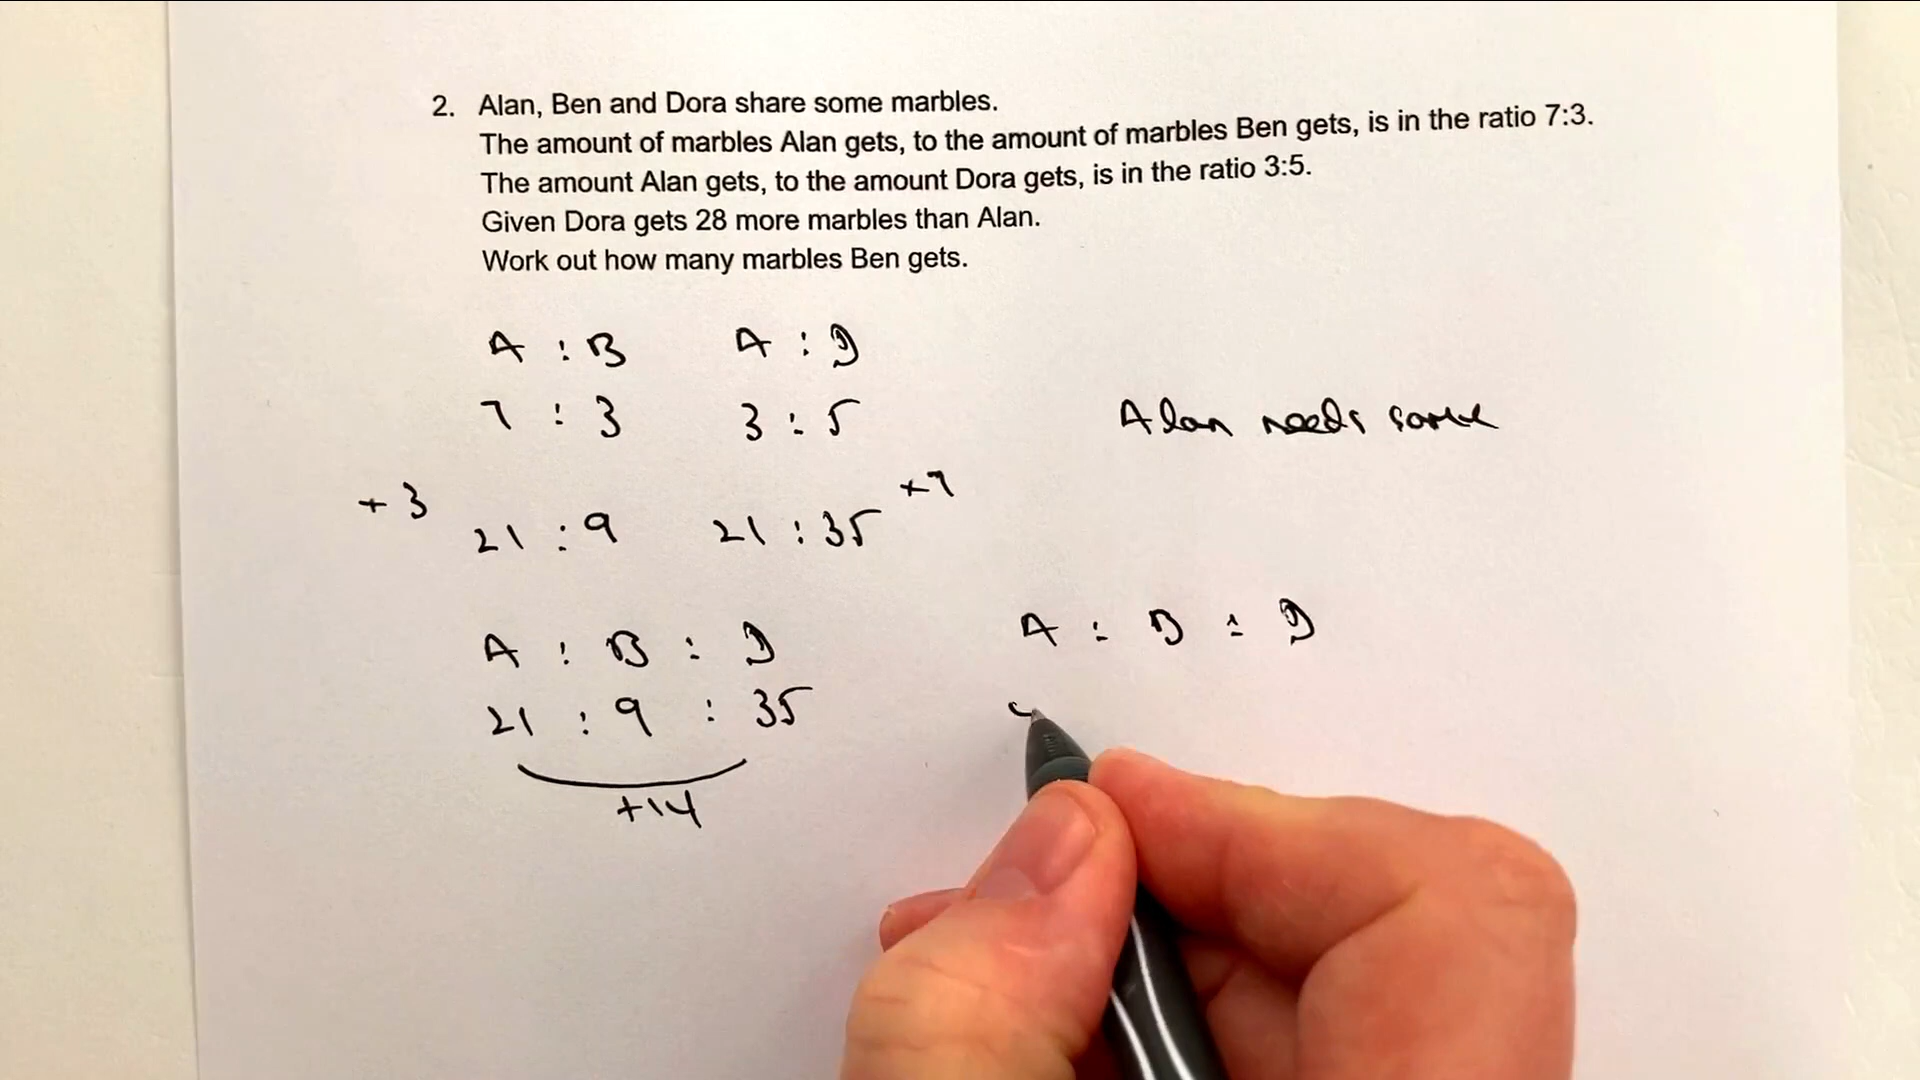 2. Alan, Ben and Dora share some marbles.
The amount of marbles Alan gets, to the amount of marbles Ben gets, is in the ratio 7:3.
The amount Alan gets, to the amount Dora gets, is in the ratio 3:5.
Given Dora gets 28 more marbles than Alan.
Work out how many marbles Ben gets.
A : B A : D
7 : 3 3 : 5
Alan needs some
×3 21 : 9 21 : 35 ×7
A : B : D
21 : 9 : 35
+14
A : B : D